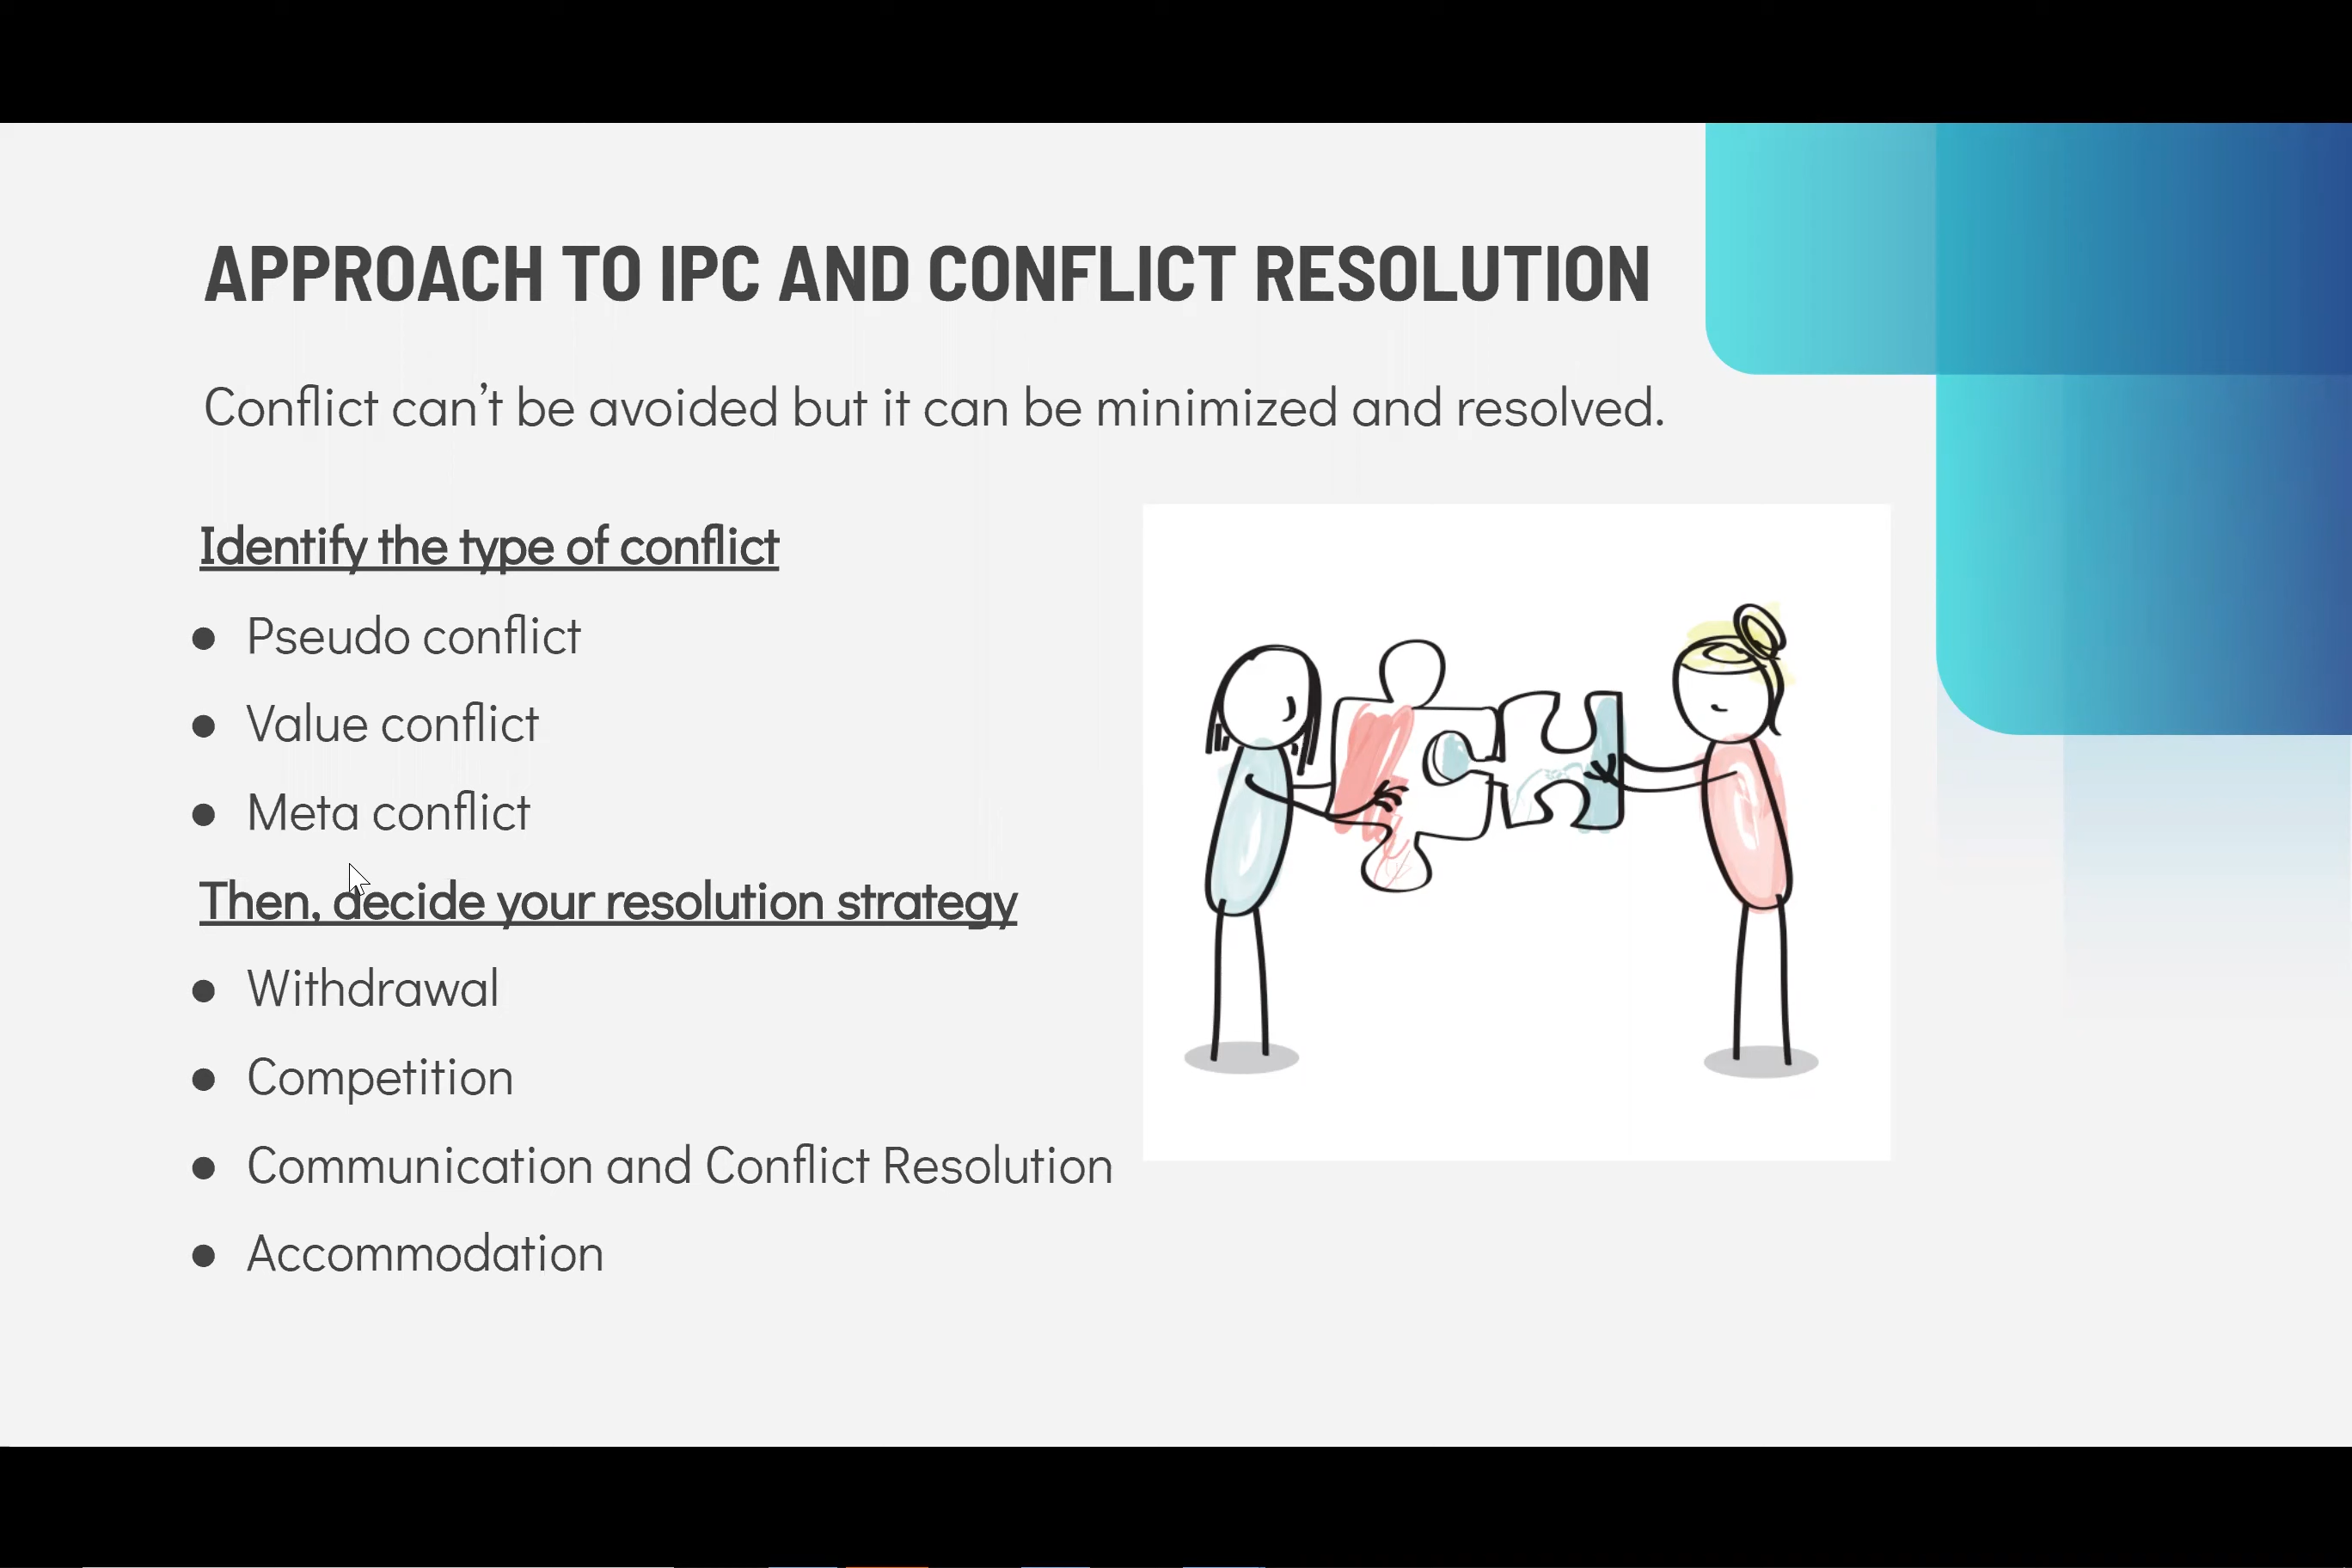 APPROACH TO IPC AND CONFLICT RESOLUTION
Conflict can’t be avoided but it can be minimized and resolved.
Identify the type of conflict
● Pseudo conflict
● Value conflict
● Meta conflict
Then, decide your resolution strategy
● Withdrawal
● Competition
● Communication and Conflict Resolution
● Accommodation